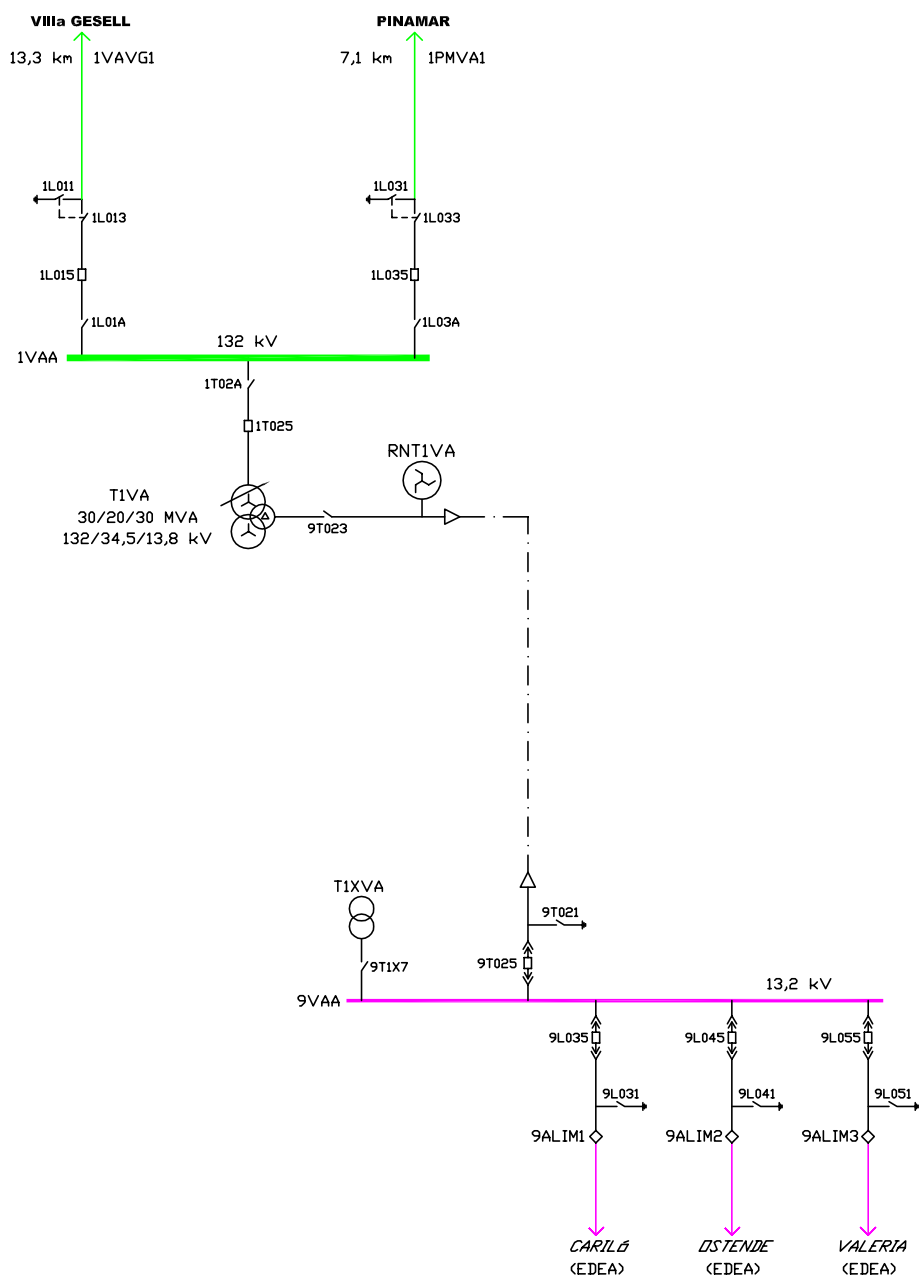 VIIIa GESELL
PINAMAR
13,3 km
1VAVG1
7,1 km
1PMVA1
1L011
1L031
1L013
1L033
1L015
1L035
1L01A
1L03A
132 kV
1VAA
1T02A
1T025
RNT1VA
T1VA
30/20/30 MVA
132/34,5/13,8 kV
9T023
T1XVA
9T021
9T025
9T1X7
13,2 kV
9VAA
9L035
9L045
9L055
9L031
9L041
9L051
9ALIM1
9ALIM2
9ALIM3
CARILó
OSTENDE
VALERIA
(EDEA)
(EDEA)
(EDEA)